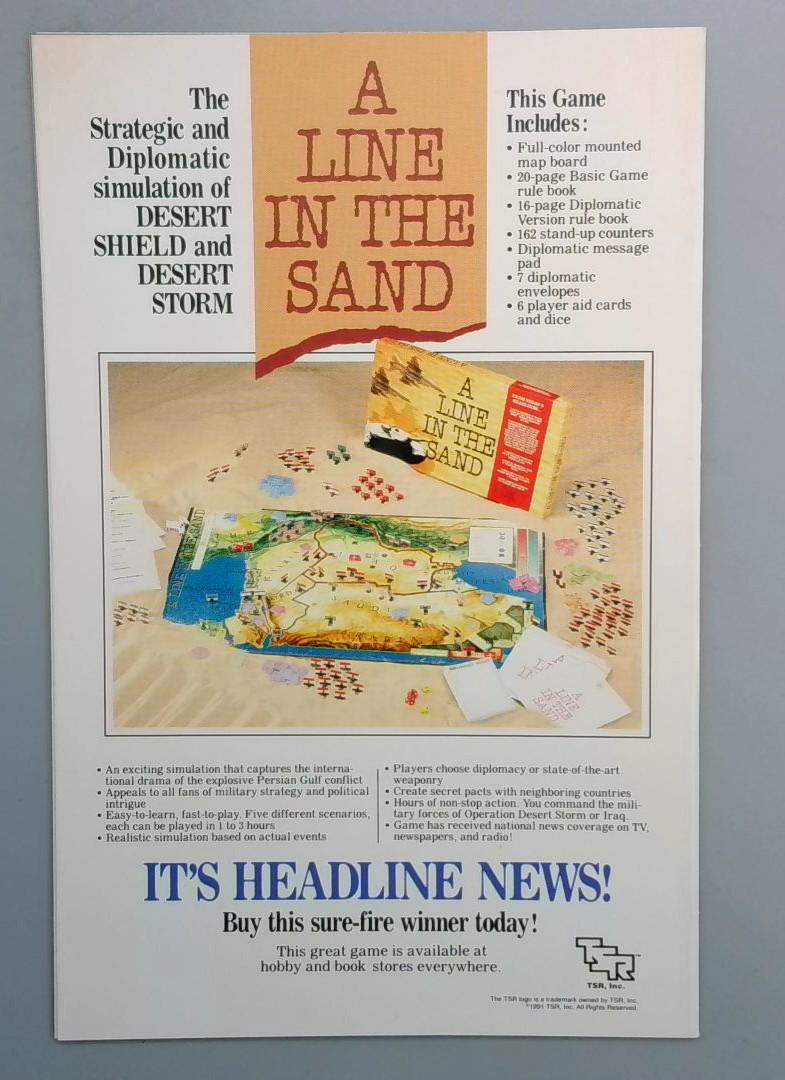 The
Strategic and
Diplomatic
simulation of
DESERT
SHIELD and
DESERT
STORM
A
LINE
IN THE
SAND
This Game
Includes:
• Full-color mounted
map board
• 20-page Basic Game
rule book
• 16-page Diplomatic
Version rule book
• 162 stand-up counters
• Diplomatic message
pad
• 7 diplomatic
envelopes
• 6 player aid cards
and dice
A
LINE
IN THE
SAND
A
LINE
IN THE
SAND
• An exciting simulation that captures the interna-
tional drama of the explosive Persian Gulf conflict
• Appeals to all fans of military strategy and political
intrigue
• Easy-to-learn, fast-to-play. Five different scenarios,
each can be played in 1 to 3 hours
• Realistic simulation based on actual events
• Players choose diplomacy or state-of-the-art
weaponry
• Create secret pacts with neighboring countries
• Hours of non-stop action. You command the mili-
tary forces of Operation Desert Storm or Iraq.
• Game has received national news coverage on TV,
newspapers, and radio!
IT'S HEADLINE NEWS!
Buy this sure-fire winner today!
This great game is available at
hobby and book stores everywhere.
TSR
TSR, Inc.
The TSR logo is a trademark owned by TSR, Inc.
©1991 TSR, Inc. All Rights Reserved.